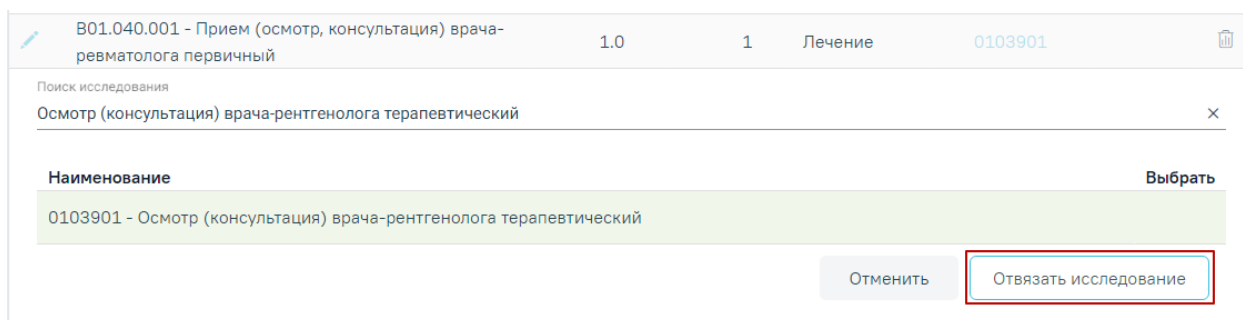 B01.040.001 - Прием (осмотр, консультация) врача-
ревматолога первичный
1.0 1 Лечение 0103901
Поиск исследования
Осмотр (консультация) врача-рентгенолога терапевтический
Наименование Выбрать
0103901 - Осмотр (консультация) врача-рентгенолога терапевтический
Отменить Отвязать исследование